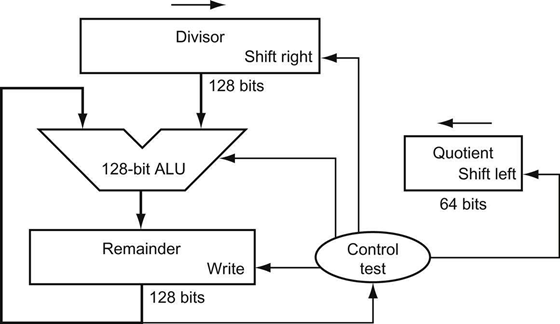 Divisor
Shift right
128 bits
128-bit ALU
Quotient
Shift left
64 bits
Remainder
Write
Control
test
128 bits